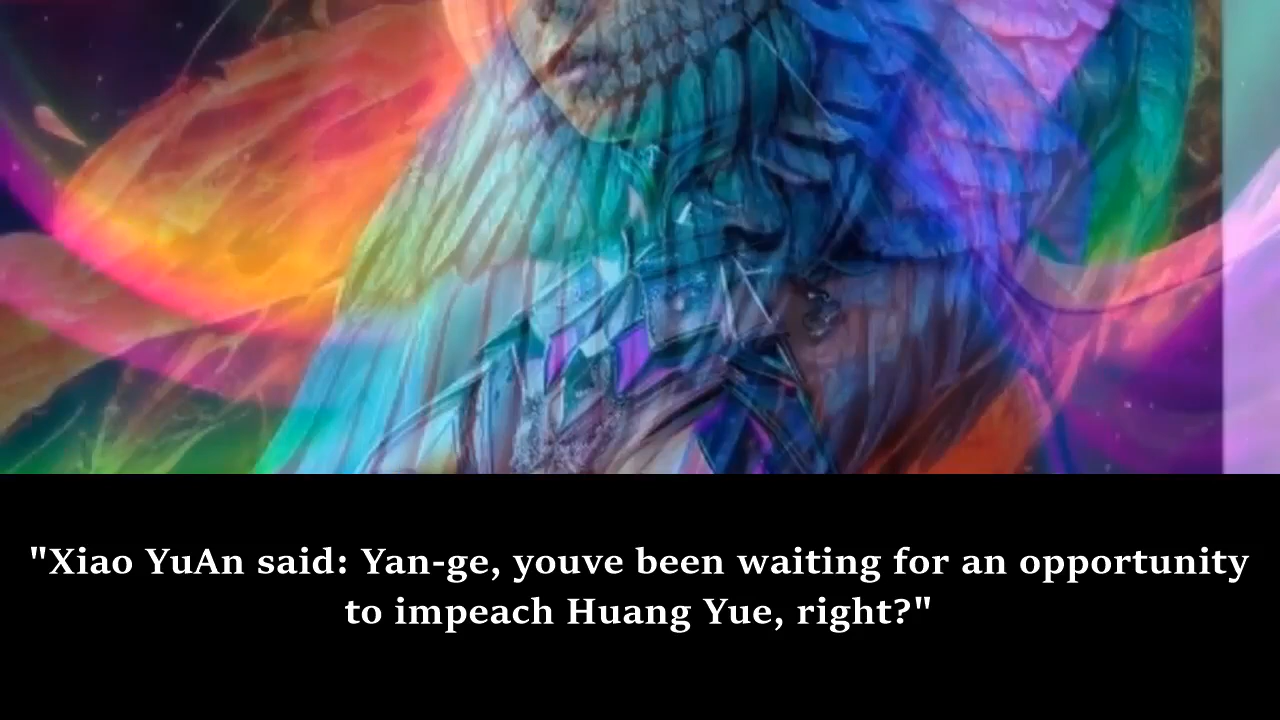 "Xiao YuAn said: Yan-ge, youve been waiting for an opportunity
to impeach Huang Yue, right?"